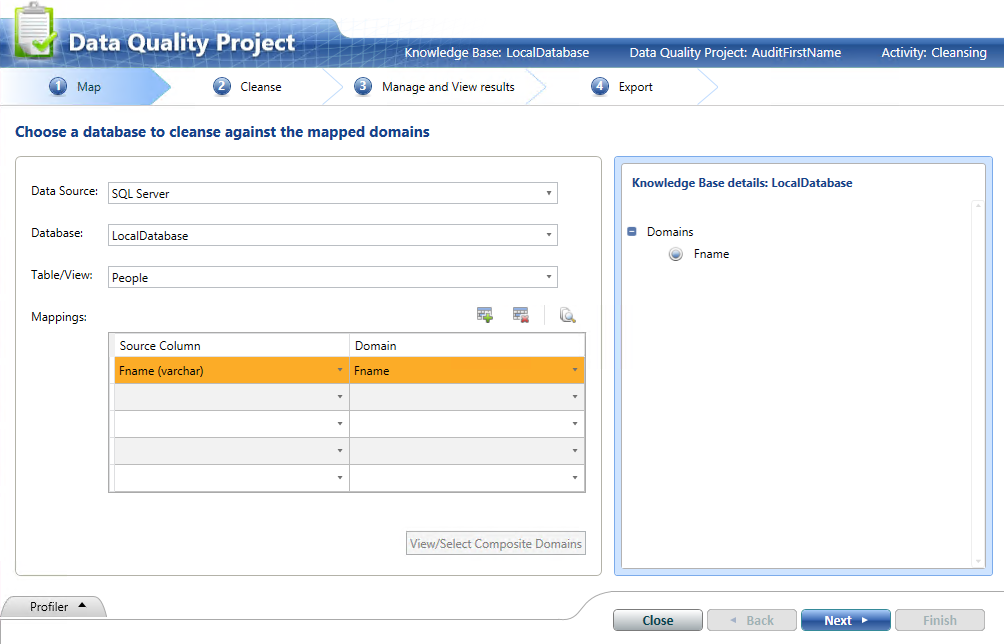 Data Quality Project
Knowledge Base: LocalDatabase Data Quality Project: AuditFirstName Activity: Cleansing
1 Map 2 Cleanse 3 Manage and View results 4 Export
Choose a database to cleanse against the mapped domains
Data Source: SQL Server
Database: LocalDatabase
Table/View: People
Mappings:
Source Column Domain
Fname (varchar) Fname
View/Select Composite Domains
Knowledge Base details: LocalDatabase
Domains
Fname
Profiler
Close Back Next Finish